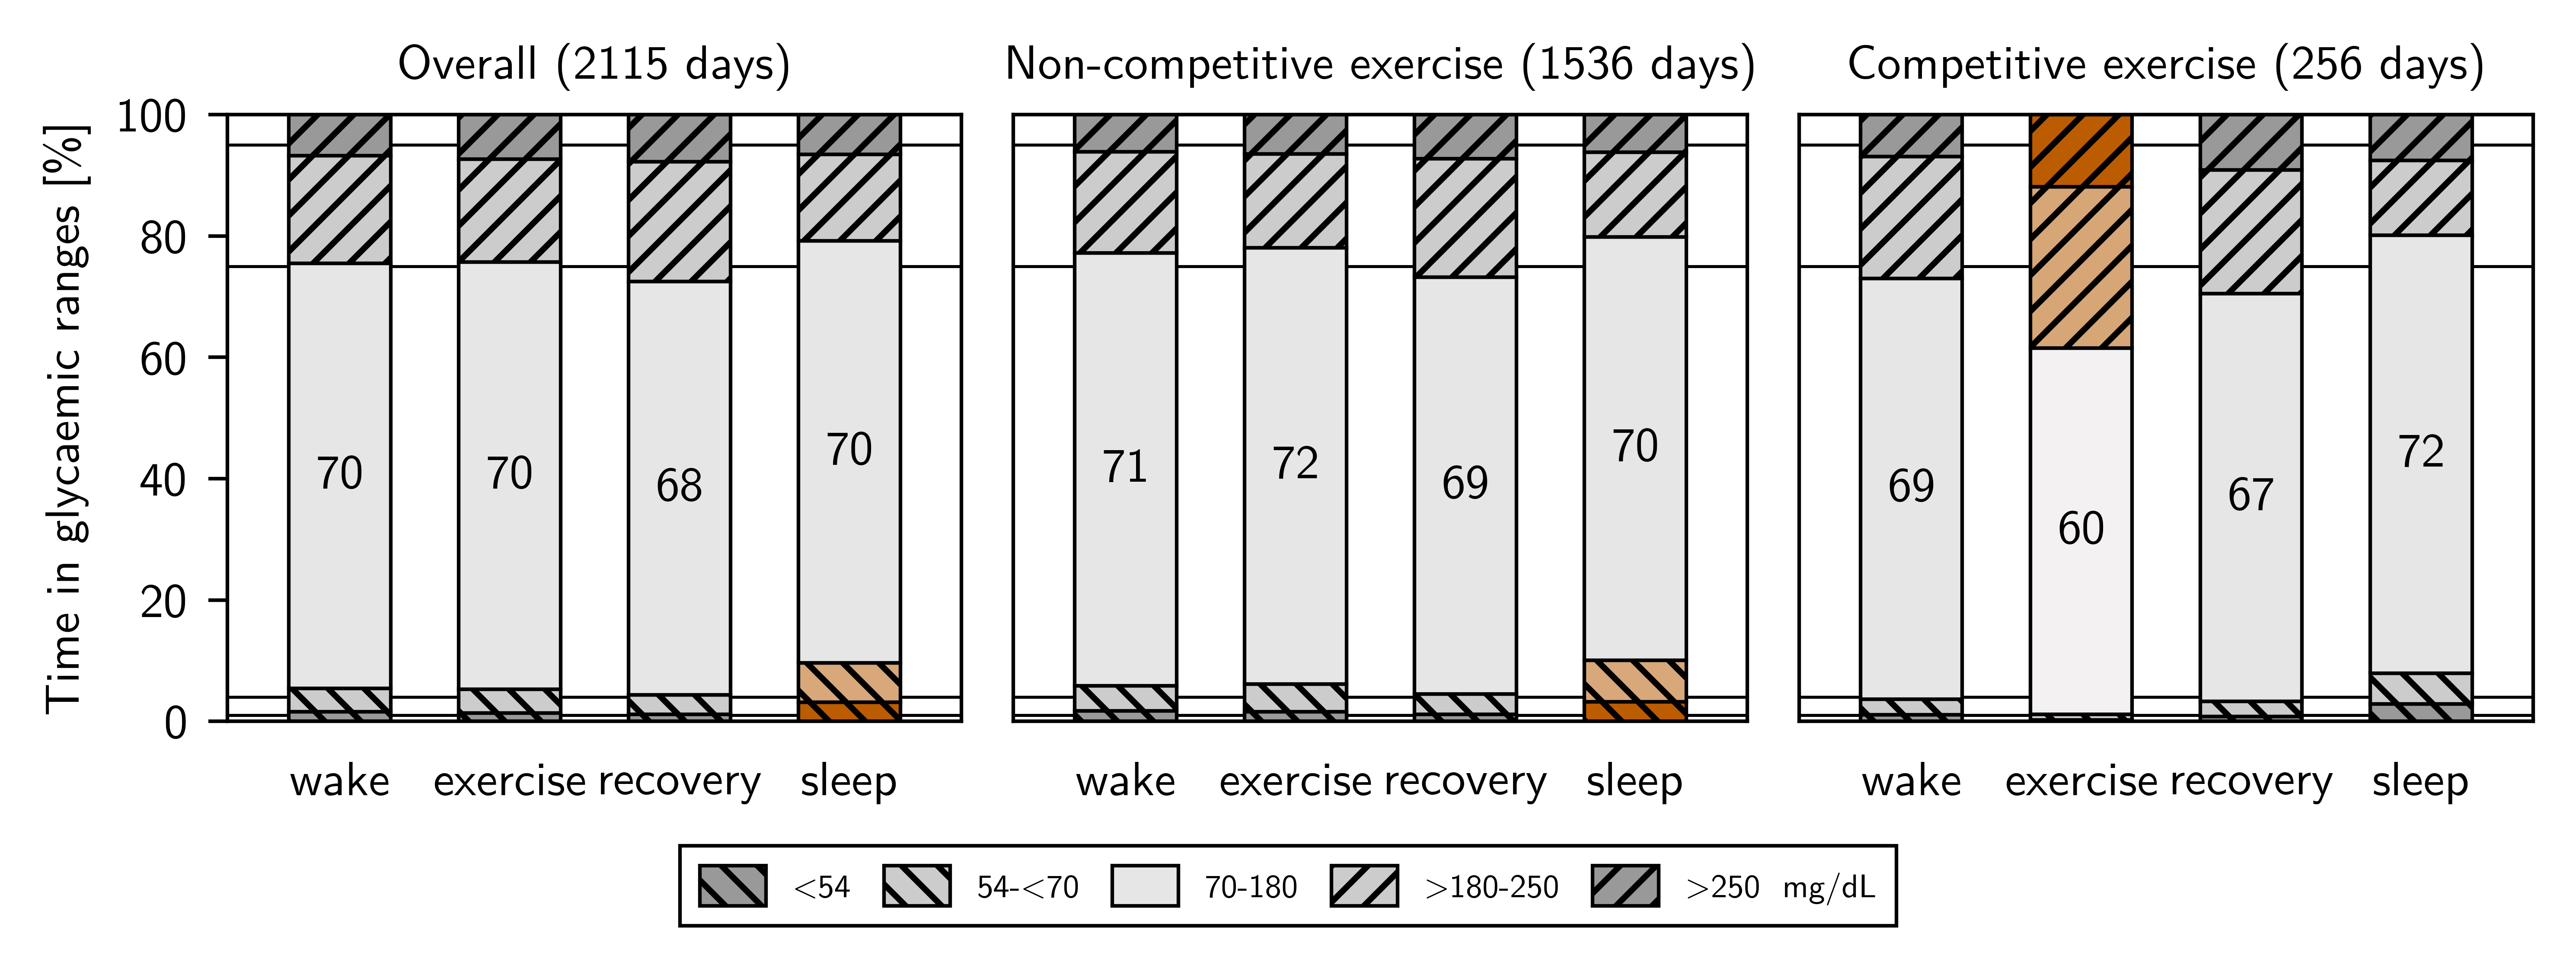 Overall (2115 days)
Non-competitive exercise (1536 days)
Competitive exercise (256 days)
Time in glycaemic ranges [%]
100
80
60
40
20
0
70
70
68
70
71
72
69
70
69
60
67
72
wake exercise recovery sleep
wake exercise recovery sleep
wake exercise recovery sleep
<54 54-<70 70-180 >180-250 >250 mg/dL